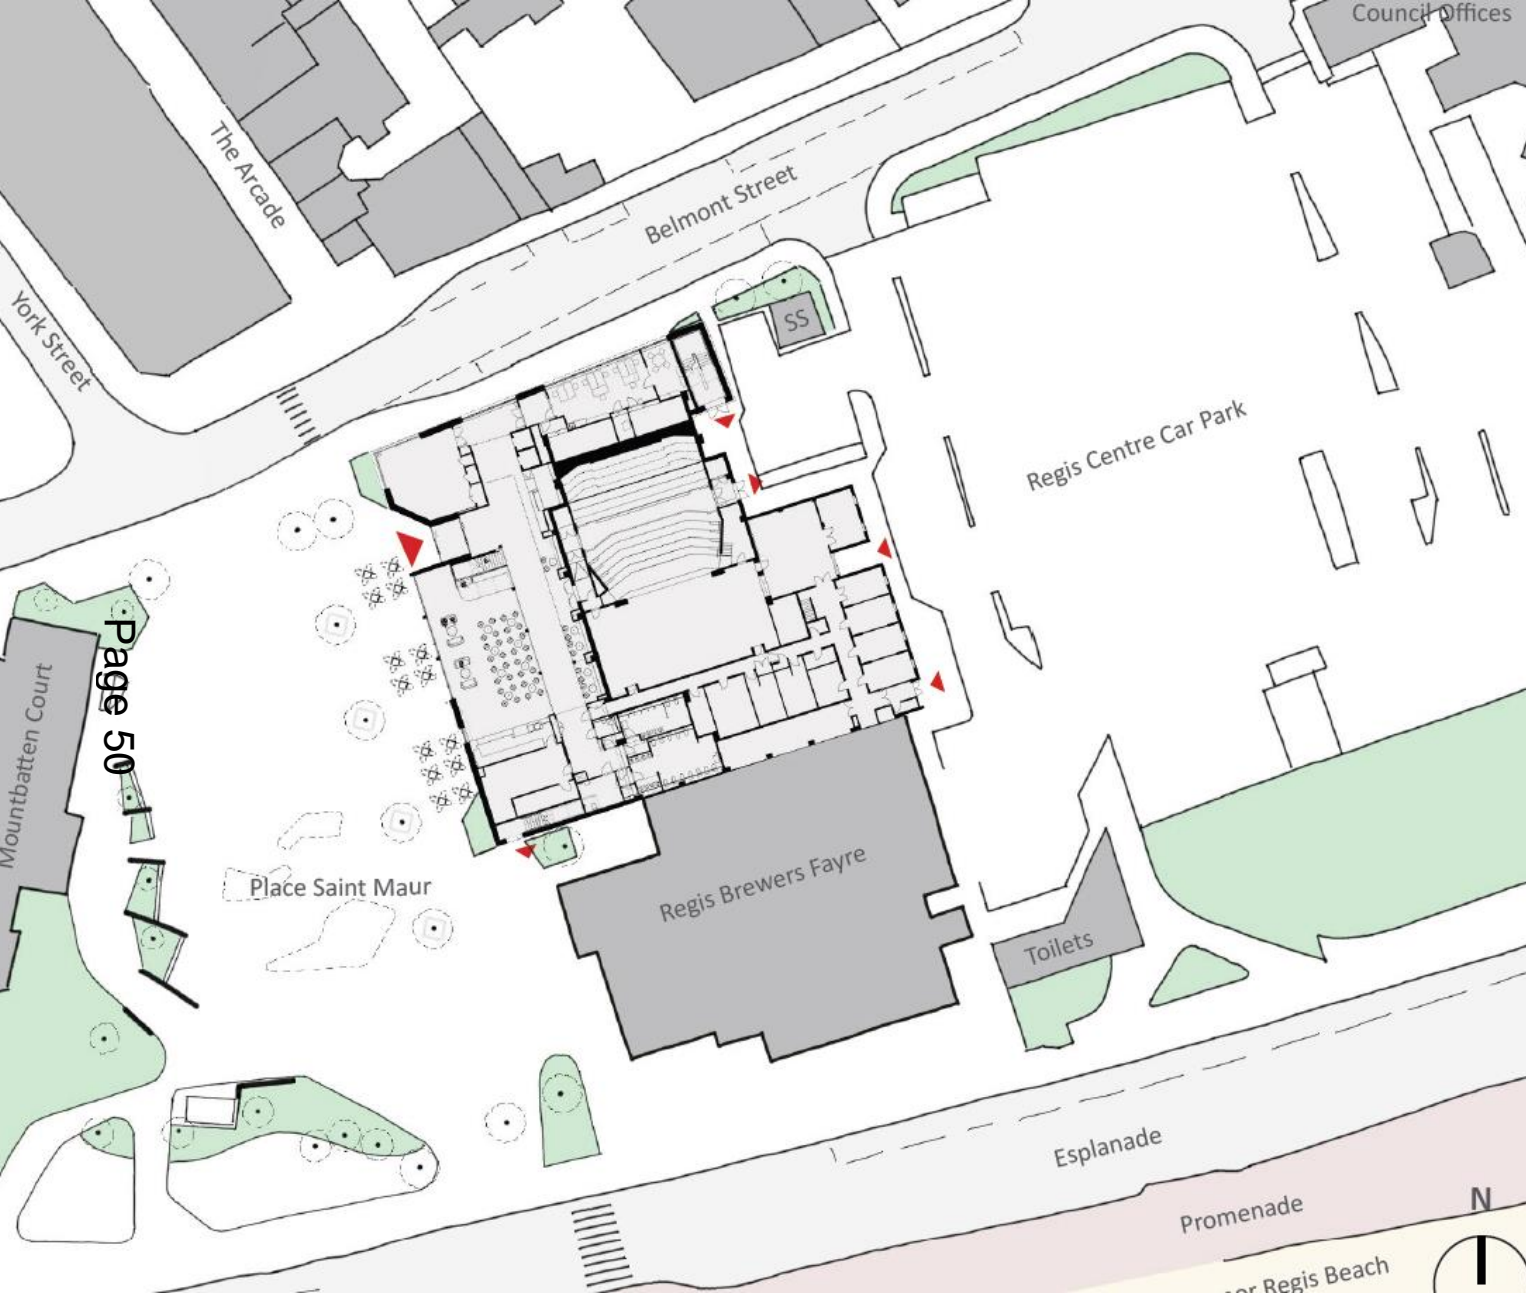 Council Offices
The Arcade
Belmont Street
York Street
SS
Regis Centre Car Park
Page 50
Mountbatten Court
Place Saint Maur
Regis Brewers Fayre
Toilets
Esplanade
Promenade
N
Regis Beach